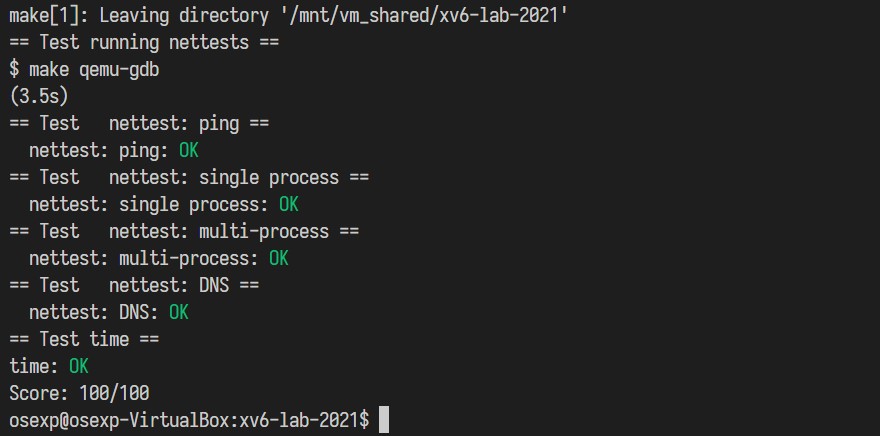 make[1]: Leaving directory '/mnt/vm_shared/xv6-lab-2021'
== Test running nettests ==
$ make qemu-gdb
(3.5s)
== Test   nettest: ping ==
  nettest: ping: OK
== Test   nettest: single process ==
  nettest: single process: OK
== Test   nettest: multi-process ==
  nettest: multi-process: OK
== Test   nettest: DNS ==
  nettest: DNS: OK
== Test time ==
time: OK
Score: 100/100
osexp@osexp-VirtualBox:xv6-lab-2021$